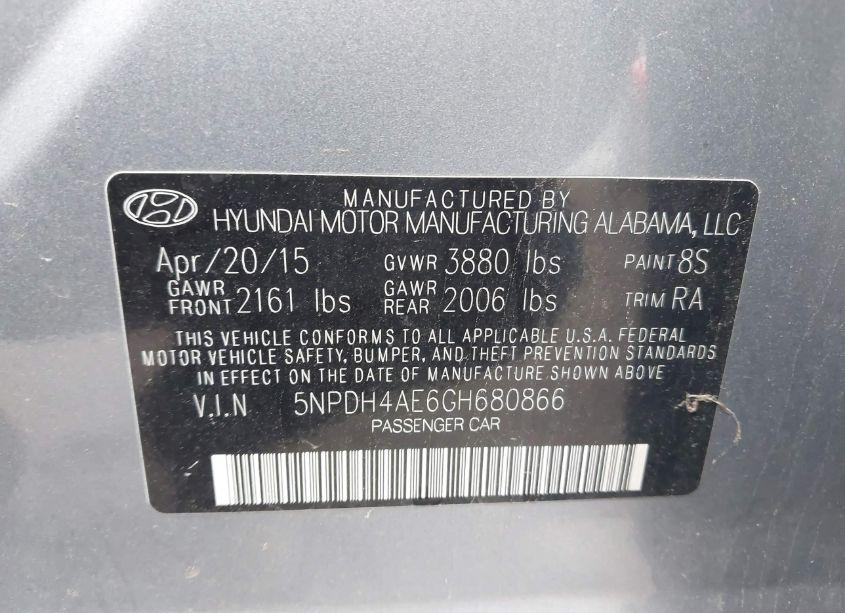 MANUFACTURED BY
HYUNDAI MOTOR MANUFACTURING ALABAMA, LLC
Apr/20/15 GVWR 3880 lbs PAINT 8S
GAWR FRONT 2161 lbs GAWR REAR 2006 lbs TRIM RA
THIS VEHICLE CONFORMS TO ALL APPLICABLE U.S.A. FEDERAL
MOTOR VEHICLE SAFETY, BUMPER, AND THEFT PREVENTION STANDARDS
IN EFFECT ON THE DATE OF MANUFACTURE SHOWN ABOVE
V.I.N 5NPDH4AE6GH680866
PASSENGER CAR